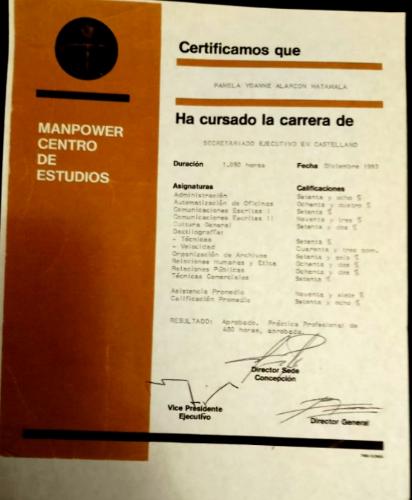 Certificamos que
PAMELA YOANNE ALARCON MATAMALA
Ha cursado la carrera de
MANPOWER
CENTRO
DE
ESTUDIOS
SECRETARIADO EJECUTIVO EN CASTELLANO
Duración 1.090 horas Fecha Diciembre 1993
Asignaturas Calificaciones
Administración Setenta y ocho %
Automatización de Oficinas Ochenta y cuatro %
Comunicaciones Escritas I Setenta %
Comunicaciones Escritas II Noventa y tres %
Cultura General Setenta y dos %
Dactilografía:
- Técnicas Setenta %
- Velocidad Cuarenta y tres ppm.
Organización de Archivos Setenta y seis %
Relaciones Humanas y Etica Ochenta y dos %
Relaciones Públicas Ochenta y dos %
Técnicas Comerciales Setenta %
Asistencia Promedio Noventa y siete %
Calificación Promedio Setenta y ocho %
RESULTADO: Aprobado. Práctica Profesional de
480 horas, aprobada.
Director Sede
Concepción
Vice Presidente
Ejecutivo
Director General